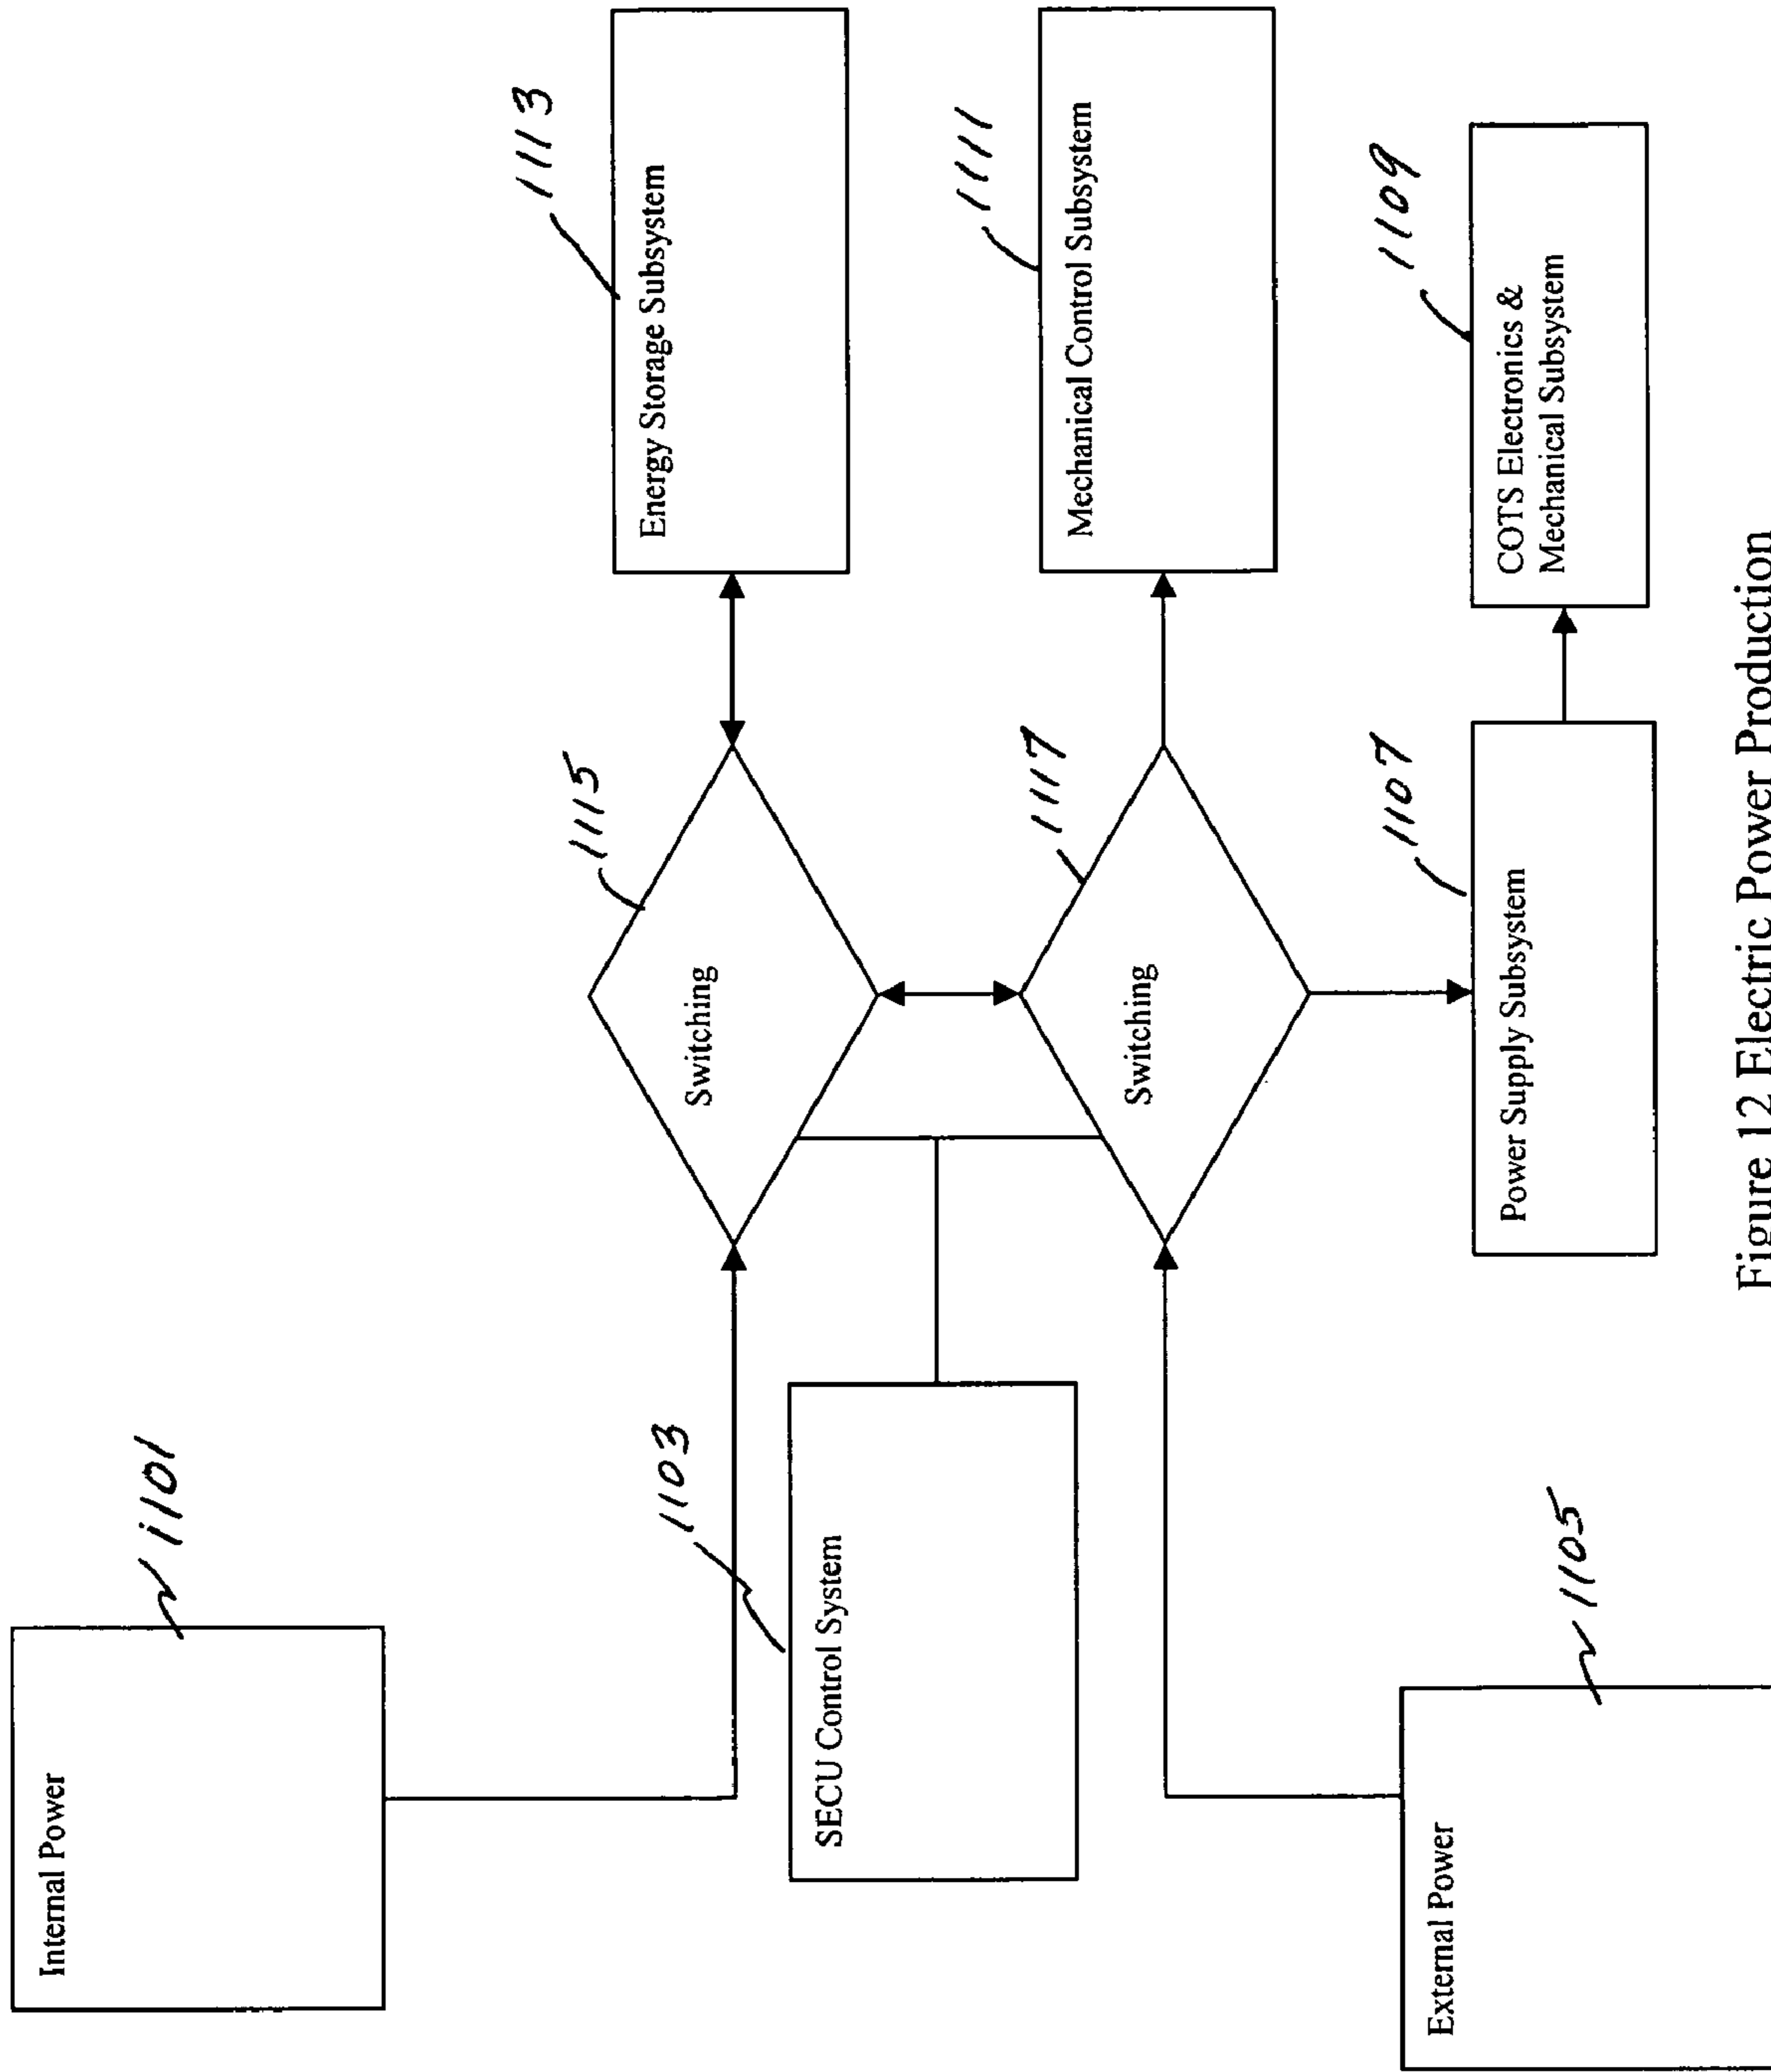 Internal Power
1101
1103
SECU Control System
External Power
1105
1115
Switching
1117
Switching
1107
Power Supply Subsystem
1113
Energy Storage Subsystem
1111
Mechanical Control Subsystem
1109
COTS Electronics &
Mechanical Subsystem
Figure 12 Electric Power Production